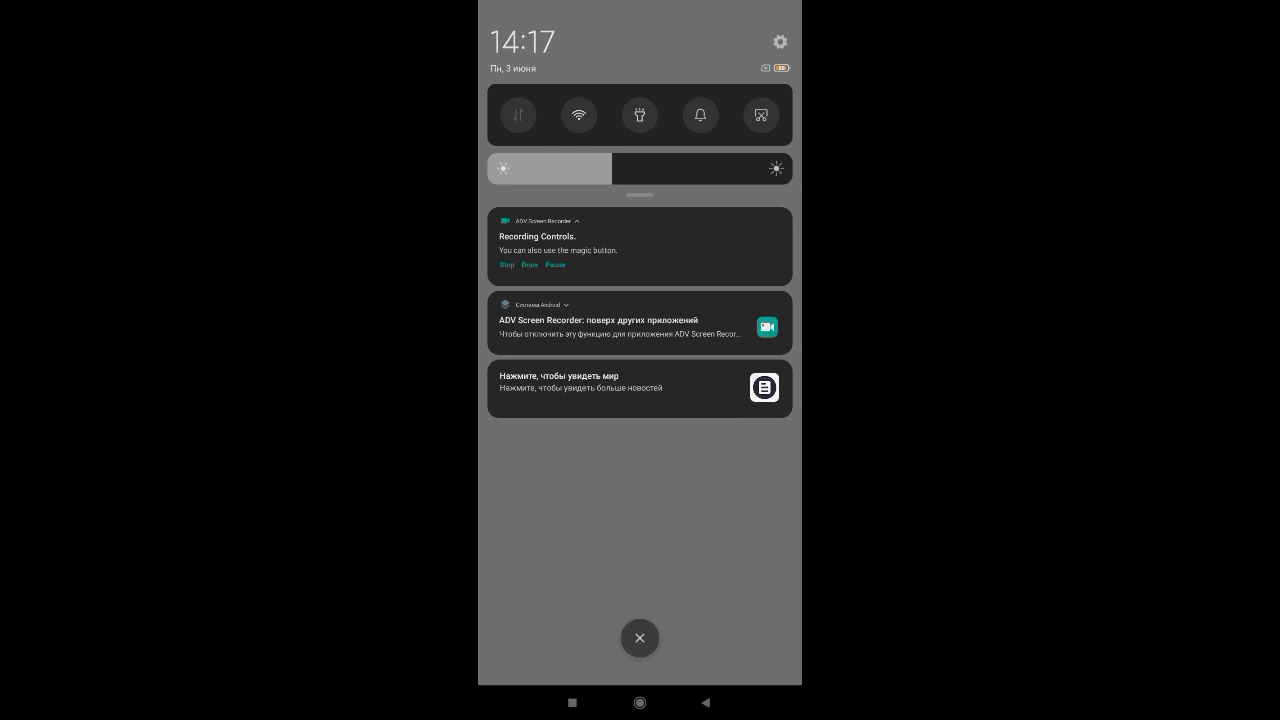 14:17
Пн, 3 июня
ADV Screen Recorder
Recording Controls.
You can also use the magic button.
Stop Draw Pause
Система Android
ADV Screen Recorder: поверх других приложений
Чтобы отключить эту функцию для приложения ADV Screen Recor...
Нажмите, чтобы увидеть мир
Нажмите, чтобы увидеть больше новостей